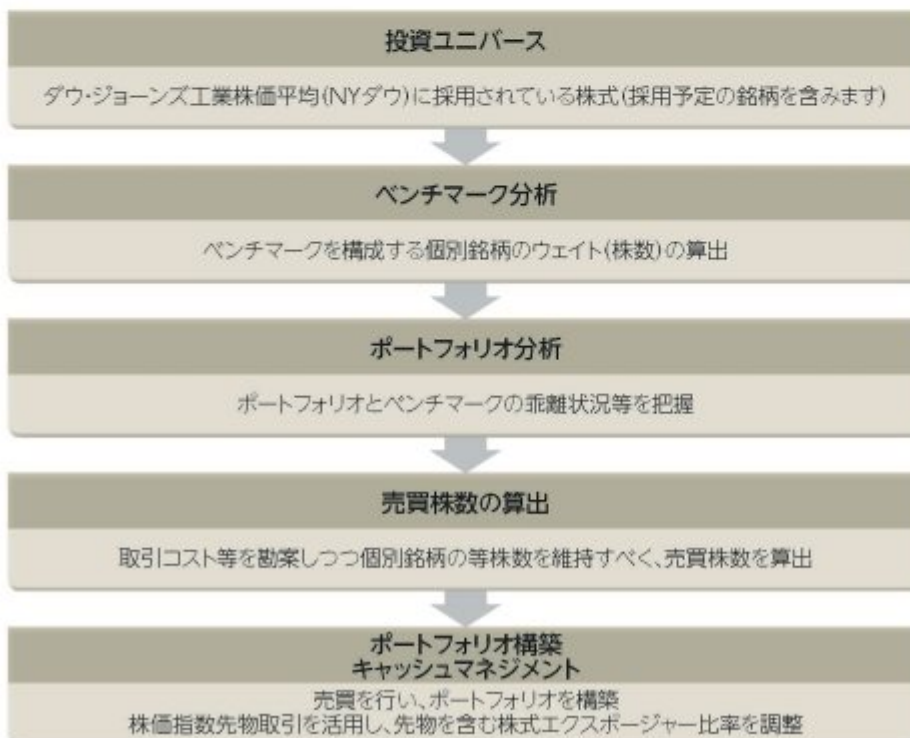 投資ユニバース
ダウ・ジョーンズ工業株価平均(NYダウ)に採用されている株式(採用予定の銘柄を含みます)
ベンチマーク分析
ベンチマークを構成する個別銘柄のウェイト(株数)の算出
ポートフォリオ分析
ポートフォリオとベンチマークの乖離状況等を把握
売買株数の算出
取引コスト等を勘案しつつ個別銘柄の等株数を維持すべく、売買株数を算出
ポートフォリオ構築
キャッシュマネジメント
売買を行い、ポートフォリオを構築
株価指数先物取引を活用し、先物を含む株式エクスポージャー比率を調整